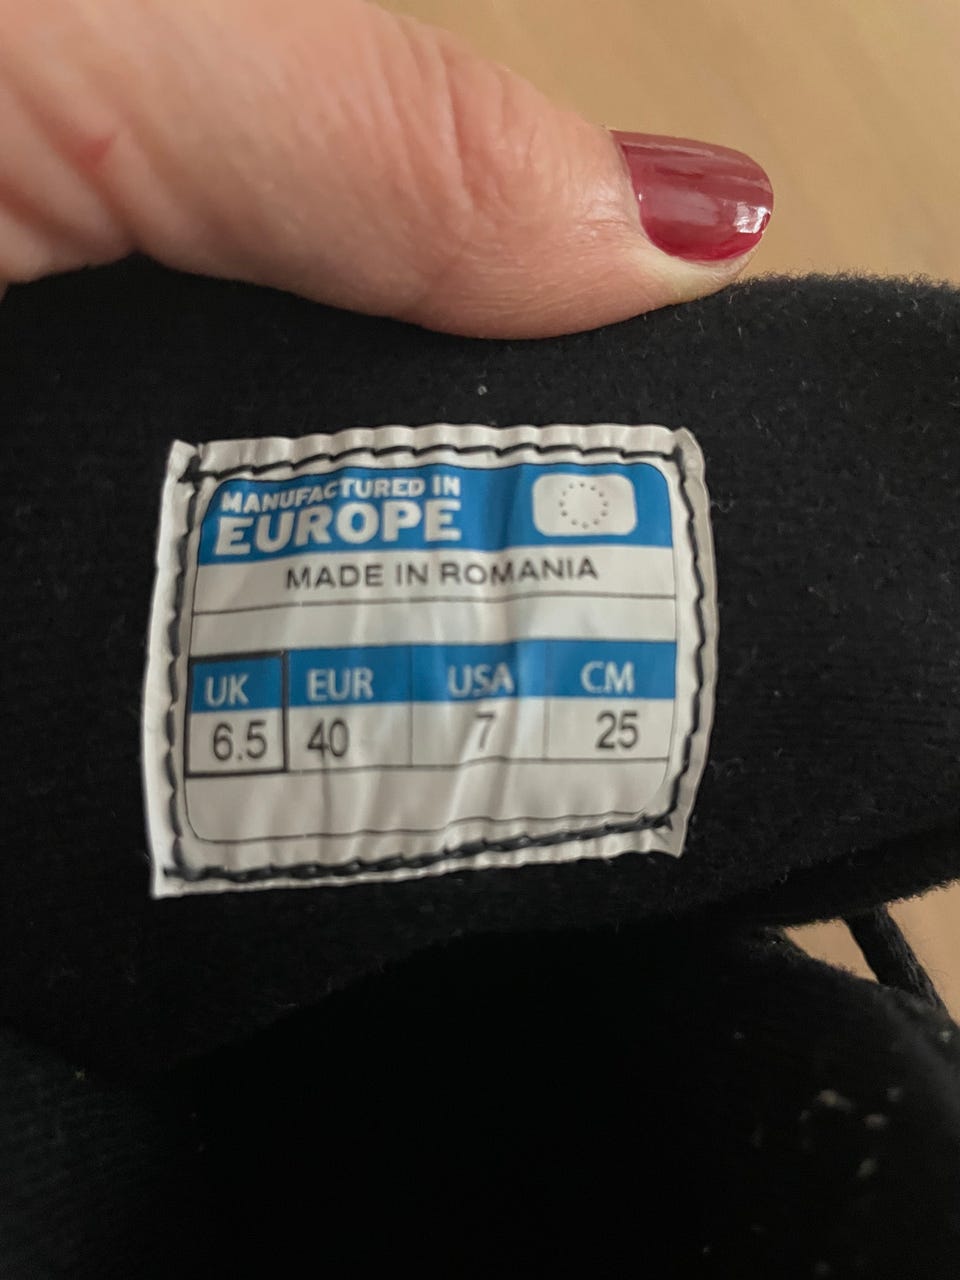 MANUFACTURED IN
EUROPE
MADE IN ROMANIA
UK EUR USA CM
6.5 40 7 25